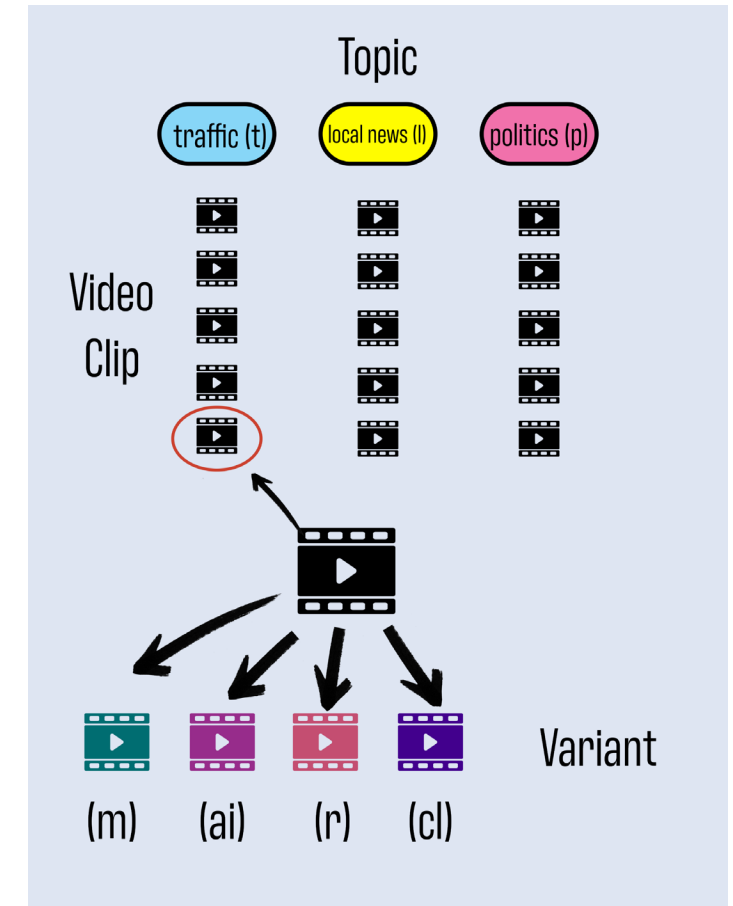 Topic
traffic (t) local news (l) politics (p)
Video
Clip
Variant
(m) (ai) (r) (cl)